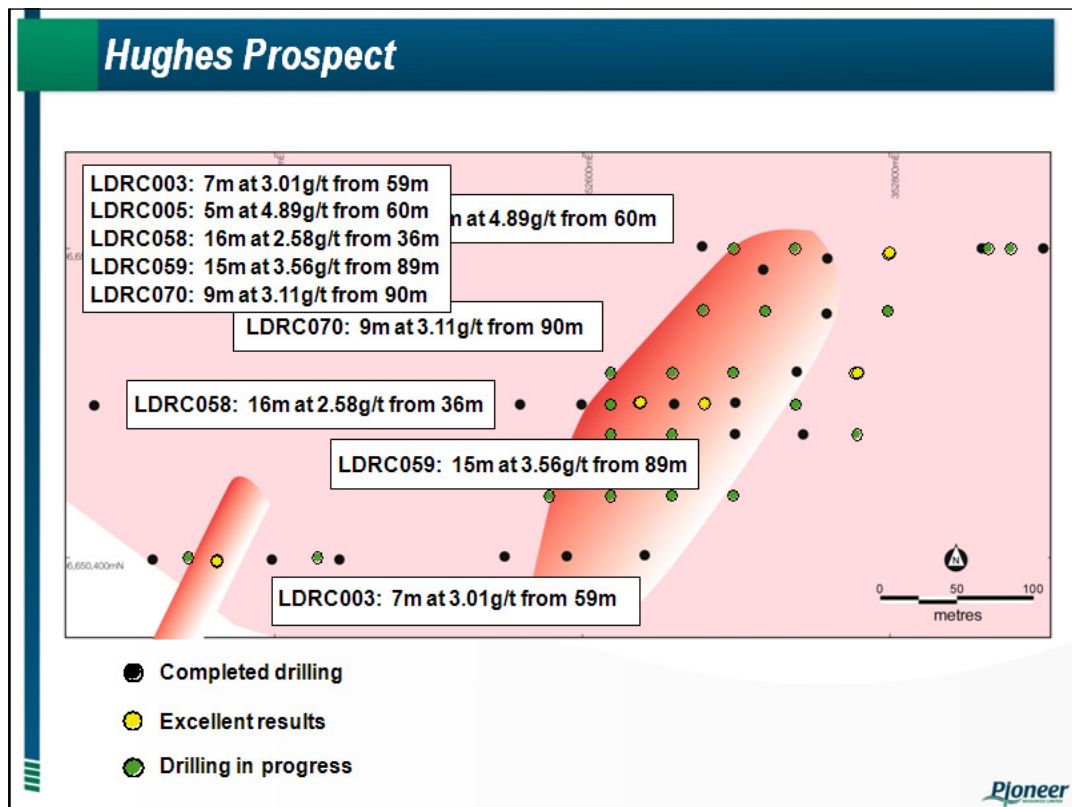 Hughes Prospect
LDRC003: 7m at 3.01g/t from 59m
LDRC005: 5m at 4.89g/t from 60m
LDRC058: 16m at 2.58g/t from 36m
LDRC059: 15m at 3.56g/t from 89m
LDRC070: 9m at 3.11g/t from 90m
at 4.89g/t from 60m
352800mE
LDRC070: 9m at 3.11g/t from 90m
LDRC058: 16m at 2.58g/t from 36m
LDRC059: 15m at 3.56g/t from 89m
6,650,400mN
LDRC003: 7m at 3.01g/t from 59m
N
0 50 100
metres
Completed drilling
Excellent results
Drilling in progress
Pioneer
RESOURCES LIMITED